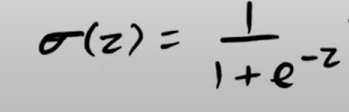 σ(z) = 1 / (1 + e^{-z})